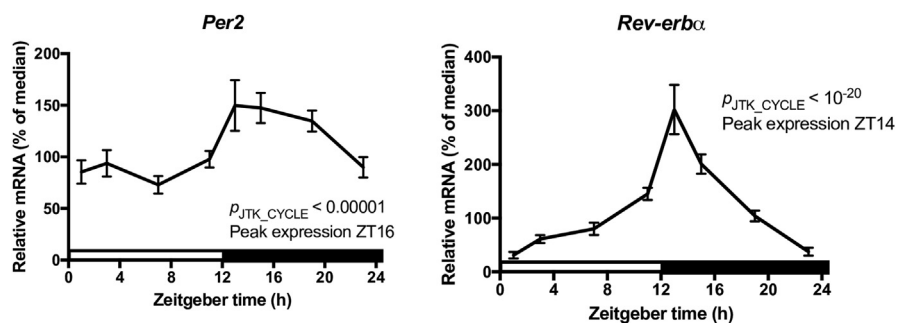 Per2
Relative mRNA (% of median)
200
150
100
50
0
pJTK_CYCLE < 0.00001
Peak expression ZT16
0 4 8 12 16 20 24
Zeitgeber time (h)
Rev-erbα
Relative mRNA (% of median)
400
300
200
100
0
pJTK_CYCLE < 10-20
Peak expression ZT14
0 4 8 12 16 20 24
Zeitgeber time (h)